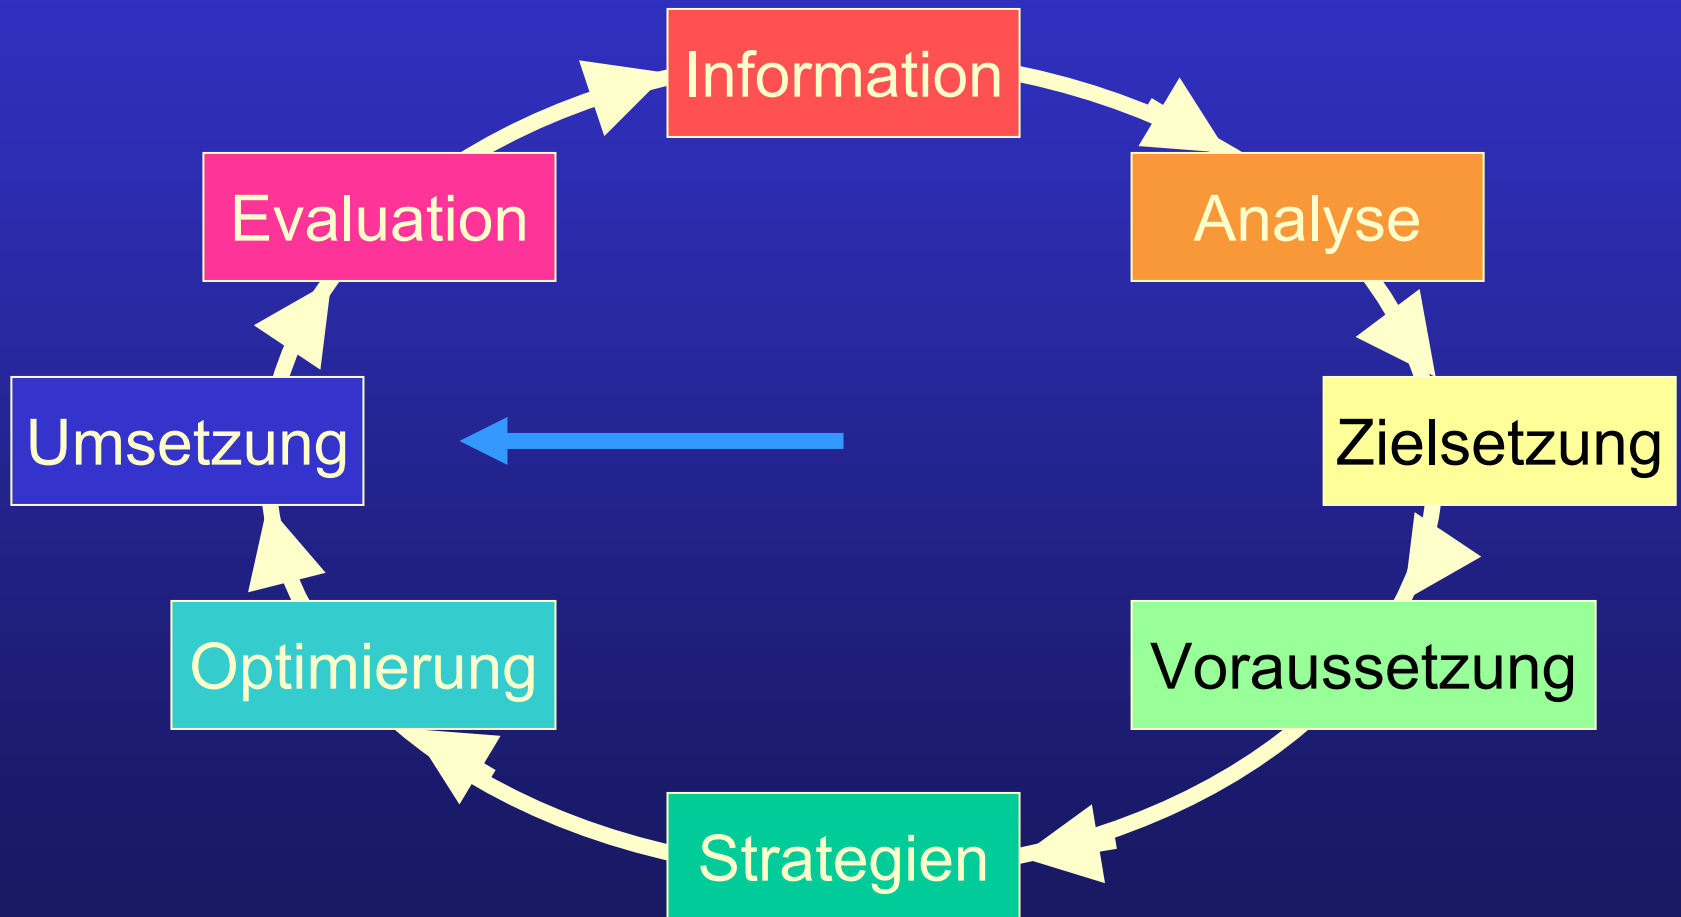 Information
Analyse
Zielsetzung
Voraussetzung
Strategien
Optimierung
Umsetzung
Evaluation